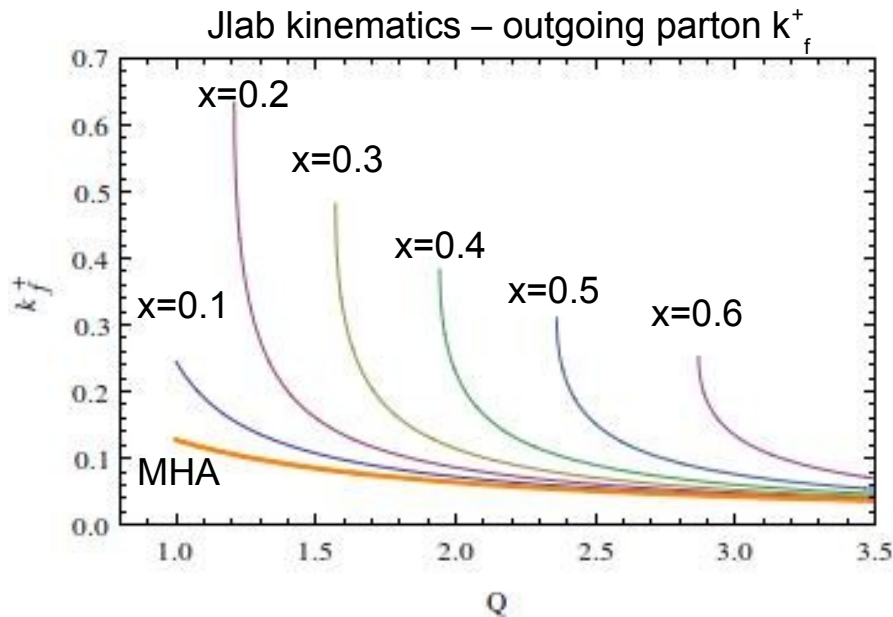 Jlab kinematics – outgoing parton k⁺_f
0.7
0.6
0.5
0.4
0.3
0.2
0.1
0.0
k⁺_f
x=0.2
x=0.3
x=0.4
x=0.5
x=0.6
x=0.1
MHA
1.0 1.5 2.0 2.5 3.0 3.5
Q